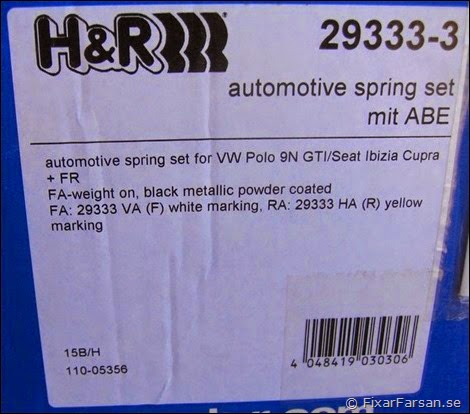 H&R
29333-3
automotive spring set
mit ABE
automotive spring set for VW Polo 9N GTI/Seat Ibizia Cupra
+ FR
FA-weight on, black metallic powder coated
FA: 29333 VA (F) white marking, RA: 29333 HA (R) yellow
marking
15B/H
110-05356
4 048419 030306
© FixarFarsan.se